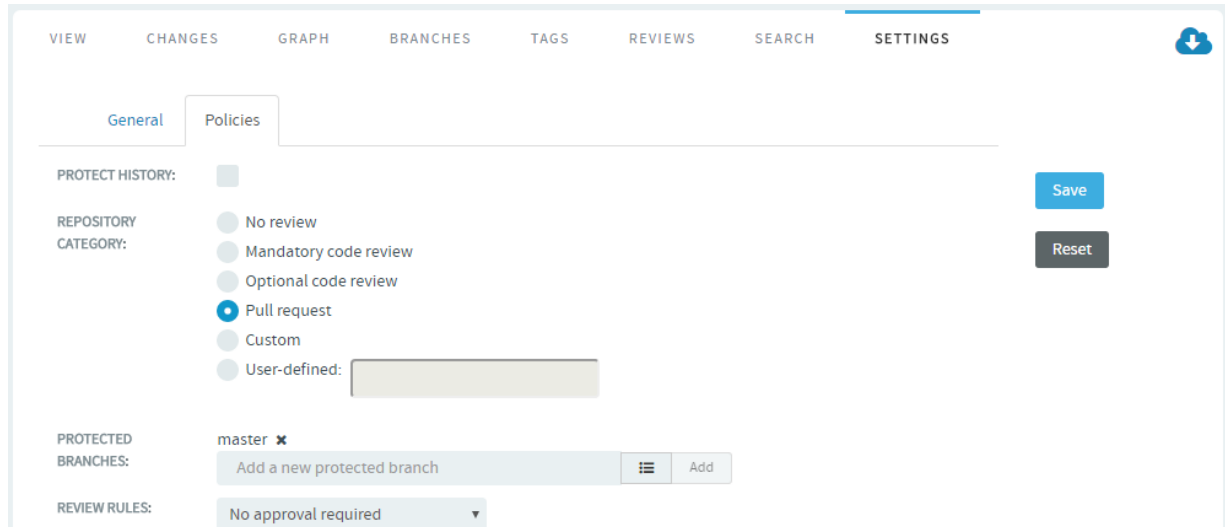 VIEW CHANGES GRAPH BRANCHES TAGS REVIEWS SEARCH SETTINGS
General Policies
PROTECT HISTORY:
Save
REPOSITORY CATEGORY:
No review
Mandatory code review
Reset
Optional code review
Pull request
Custom
User-defined:
PROTECTED BRANCHES:
master ×
Add a new protected branch Add
REVIEW RULES: No approval required